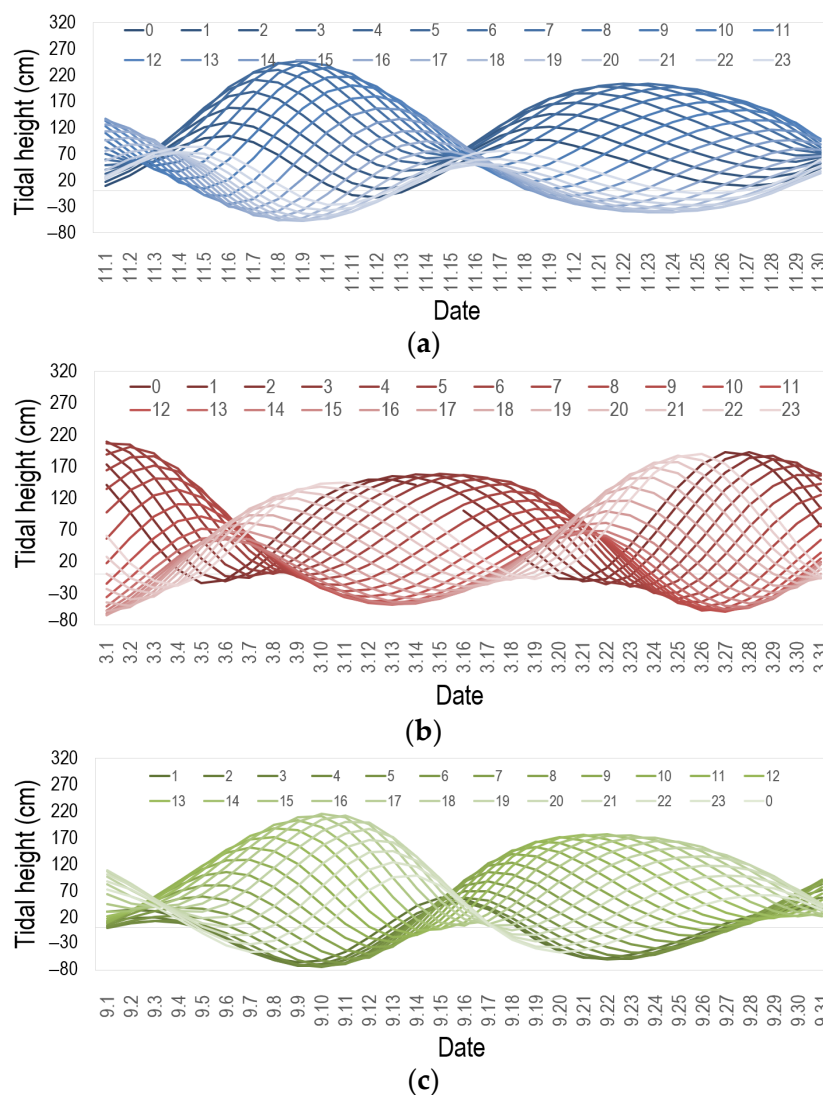 320
270
220
170
120
70
20
–30
–80
Tidal height (cm)
0 1 2 3 4 5 6 7 8 9 10 11
12 13 14 15 16 17 18 19 20 21 22 23
11.1 11.2 11.3 11.4 11.5 11.6 11.7 11.8 11.9 11.1 11.11 11.12 11.13 11.14 11.15 11.16 11.17 11.18 11.19 11.2 11.21 11.22 11.23 11.24 11.25 11.26 11.27 11.28 11.29 11.30
Date
(a)
320
270
220
170
120
70
20
–30
–80
Tidal height (cm)
0 1 2 3 4 5 6 7 8 9 10 11
12 13 14 15 16 17 18 19 20 21 22 23
3.1 3.2 3.3 3.4 3.5 3.6 3.7 3.8 3.9 3.10 3.11 3.12 3.13 3.14 3.15 3.16 3.17 3.18 3.19 3.20 3.21 3.22 3.23 3.24 3.25 3.26 3.27 3.28 3.29 3.30 3.31
Date
(b)
320
270
220
170
120
70
20
–30
–80
Tidal height (cm)
1 2 3 4 5 6 7 8 9 10 11 12
13 14 15 16 17 18 19 20 21 22 23 0
9.1 9.2 9.3 9.4 9.5 9.6 9.7 9.8 9.9 9.10 9.11 9.12 9.13 9.14 9.15 9.16 9.17 9.18 9.19 9.20 9.21 9.22 9.23 9.24 9.25 9.26 9.27 9.28 9.29 9.30 9.31
Date
(c)